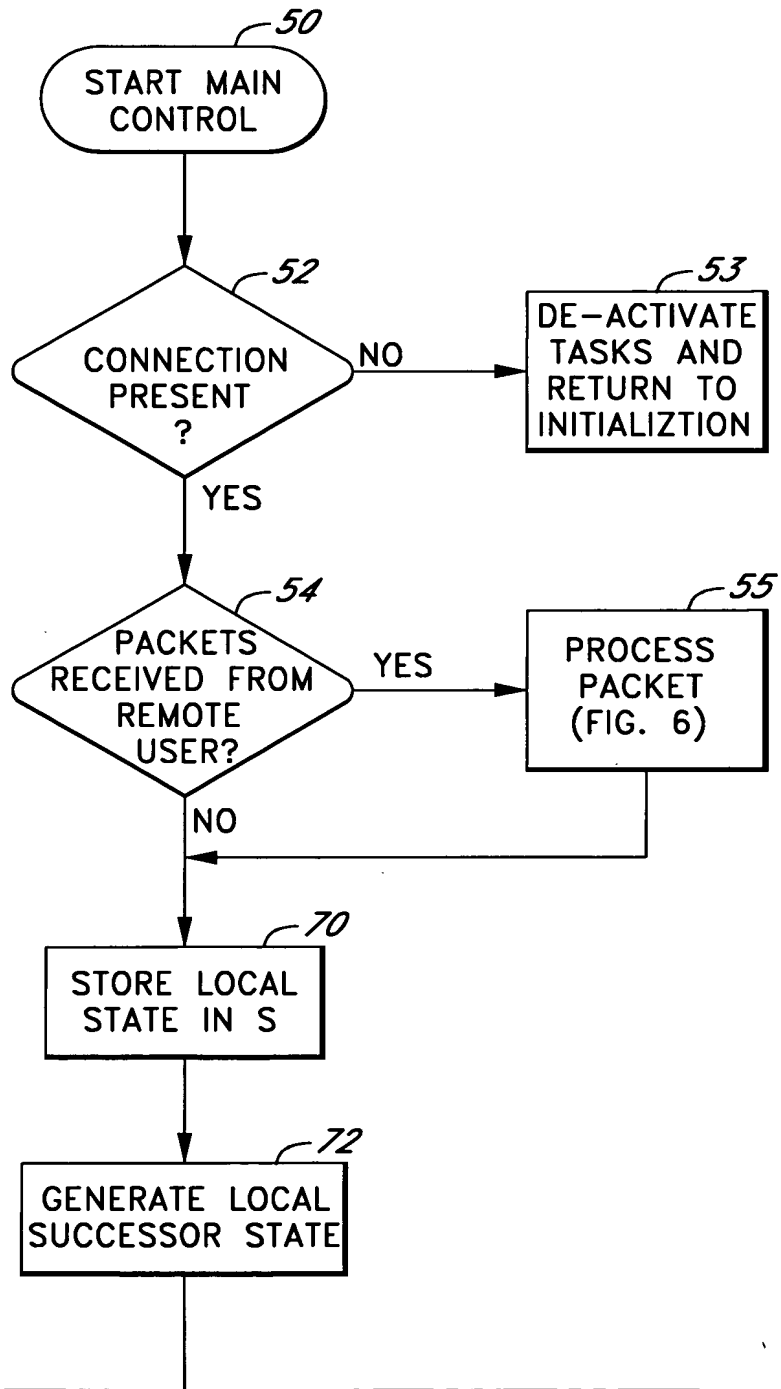 50
START MAIN
CONTROL
52
CONNECTION
PRESENT
?
NO
53
DE-ACTIVATE
TASKS AND
RETURN TO
INITIALIZTION
YES
54
PACKETS
RECEIVED FROM
REMOTE
USER?
YES
55
PROCESS
PACKET
(FIG. 6)
NO
70
STORE LOCAL
STATE IN S
72
GENERATE LOCAL
SUCCESSOR STATE